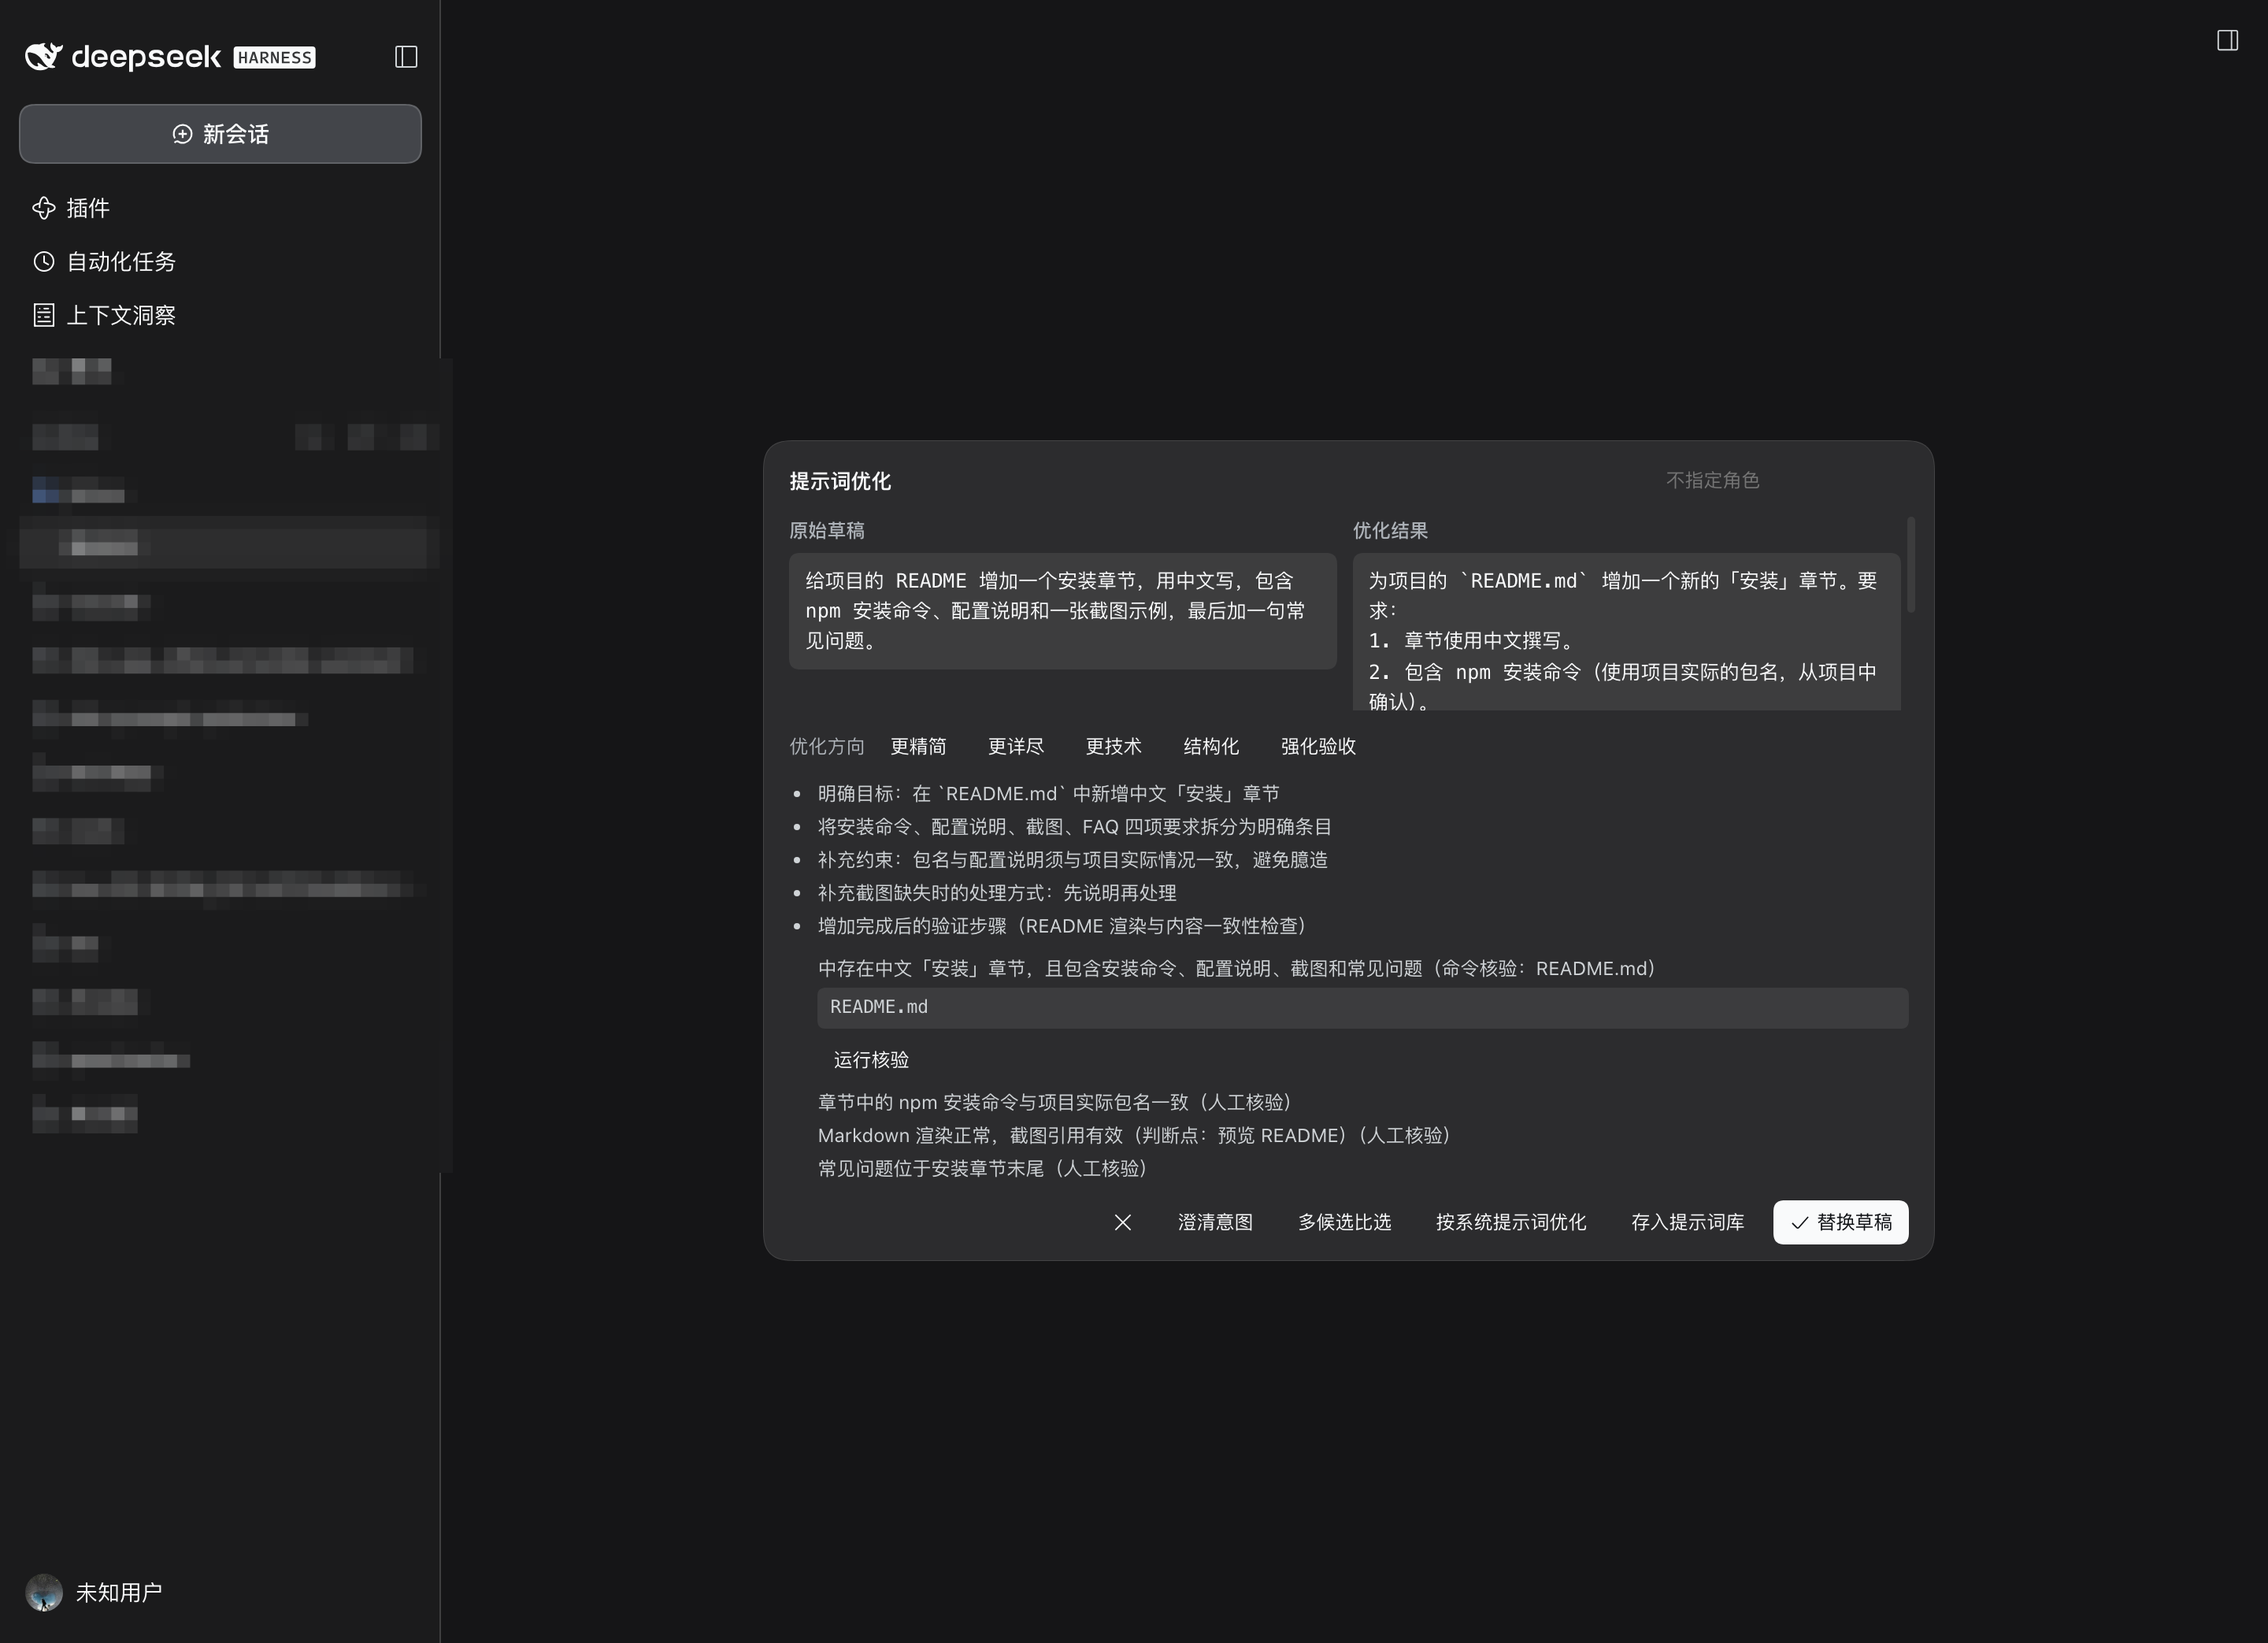 deepseek HARNESS
新会话
插件
自动化任务
上下文洞察
提示词优化
不指定角色
原始草稿
给项目的 README 增加一个安装章节，用中文写，包含
npm 安装命令、配置说明和一张截图示例，最后加一句常
见问题。
优化结果
为项目的 `README.md` 增加一个新的「安装」章节。要
求：
1. 章节使用中文撰写。
2. 包含 npm 安装命令（使用项目实际的包名，从项目中
确认）。
优化方向 更精简 更详尽 更技术 结构化 强化验收
• 明确目标：在 `README.md` 中新增中文「安装」章节
• 将安装命令、配置说明、截图、FAQ 四项要求拆分为明确条目
• 补充约束：包名与配置说明须与项目实际情况一致，避免臆造
• 补充截图缺失时的处理方式：先说明再处理
• 增加完成后的验证步骤（README 渲染与内容一致性检查）
中存在中文「安装」章节，且包含安装命令、配置说明、截图和常见问题（命令核验：README.md）
README.md
运行核验
章节中的 npm 安装命令与项目实际包名一致（人工核验）
Markdown 渲染正常，截图引用有效（判断点：预览 README）（人工核验）
常见问题位于安装章节末尾（人工核验）
澄清意图 多候选比选 按系统提示词优化 存入提示词库 替换草稿
未知用户